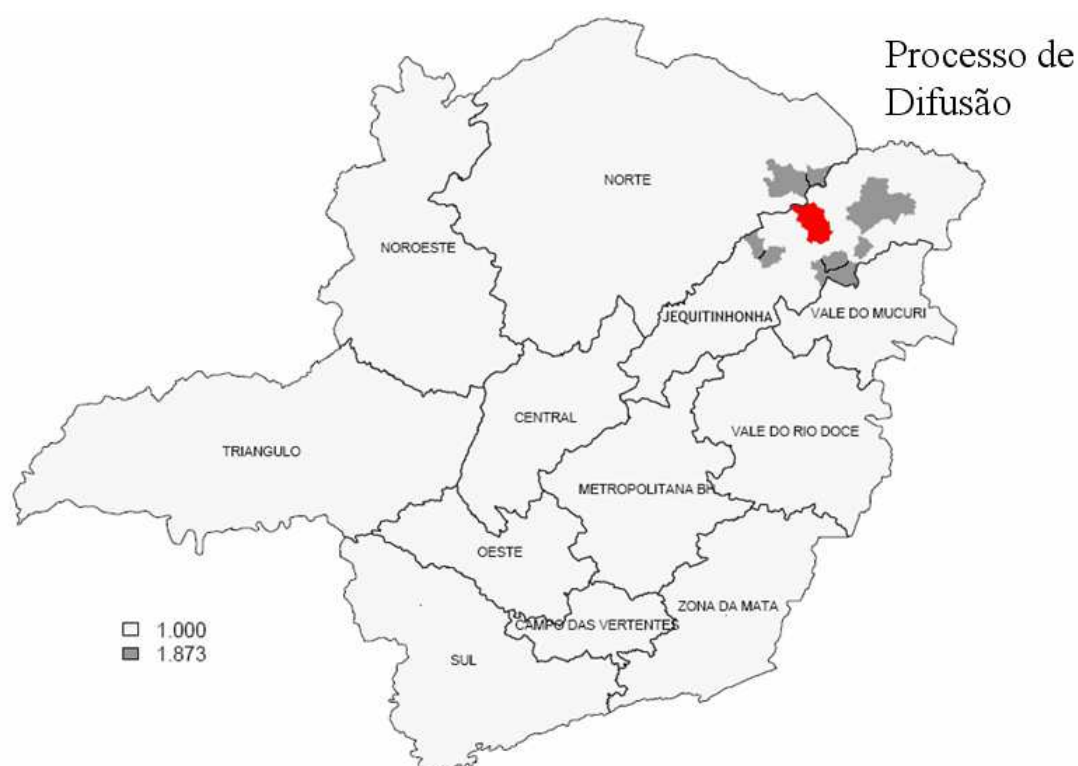 Processo de
Difusão
NORTE
NOROESTE
JEQUITINHONHA
VALE DO MUCURI
CENTRAL
TRIANGULO
VALE DO RIO DOCE
METROPOLITANA BH
OESTE
ZONA DA MATA
CAMPO DAS VERTENTES
SUL
1.000
1.873